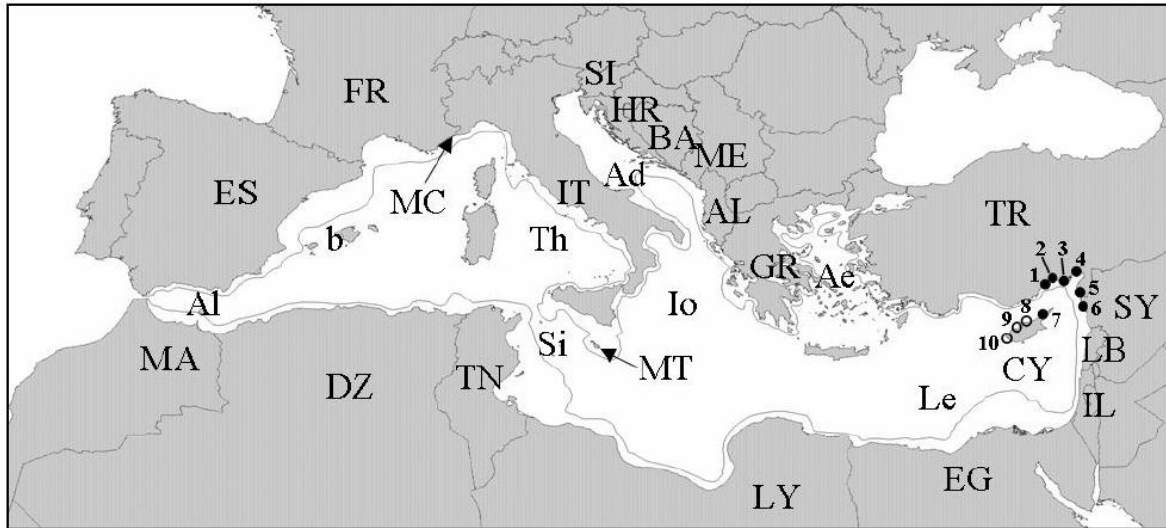 SI
FR
HR
BA
ME
ES
MC
IT
Ad
AL
TR
b
Th
GR
Ae
2
3
4
1
5
6
SY
Al
Io
9
8
7
10
MA
Si
MT
CY
LB
DZ
TN
Le
IL
LY
EG